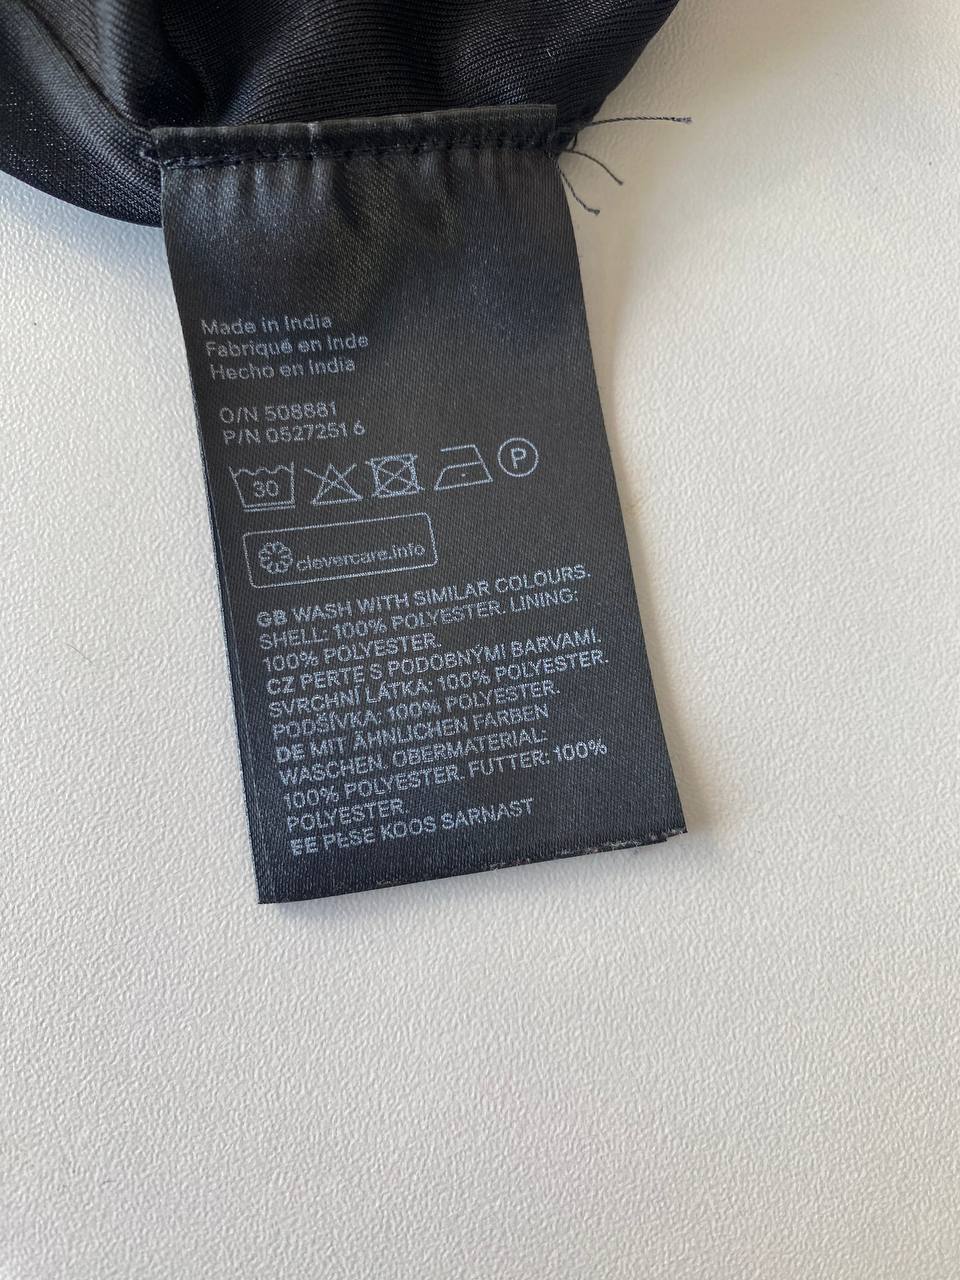 Made in India
Fabriqué en Inde
Hecho en India
O/N 508881
P/N 0527251 6
30
P
clevercare.info
GB WASH WITH SIMILAR COLOURS.
SHELL: 100% POLYESTER. LINING:
100% POLYESTER.
CZ PERTE S PODOBNÝMI BARVAMI.
SVRCHNÍ LÁTKA: 100% POLYESTER.
PODŠÍVKA: 100% POLYESTER.
DE MIT ÄHNLICHEN FARBEN
WASCHEN. OBERMATERIAL:
100% POLYESTER. FUTTER: 100%
POLYESTER.
EE PESE KOOS SARNAST